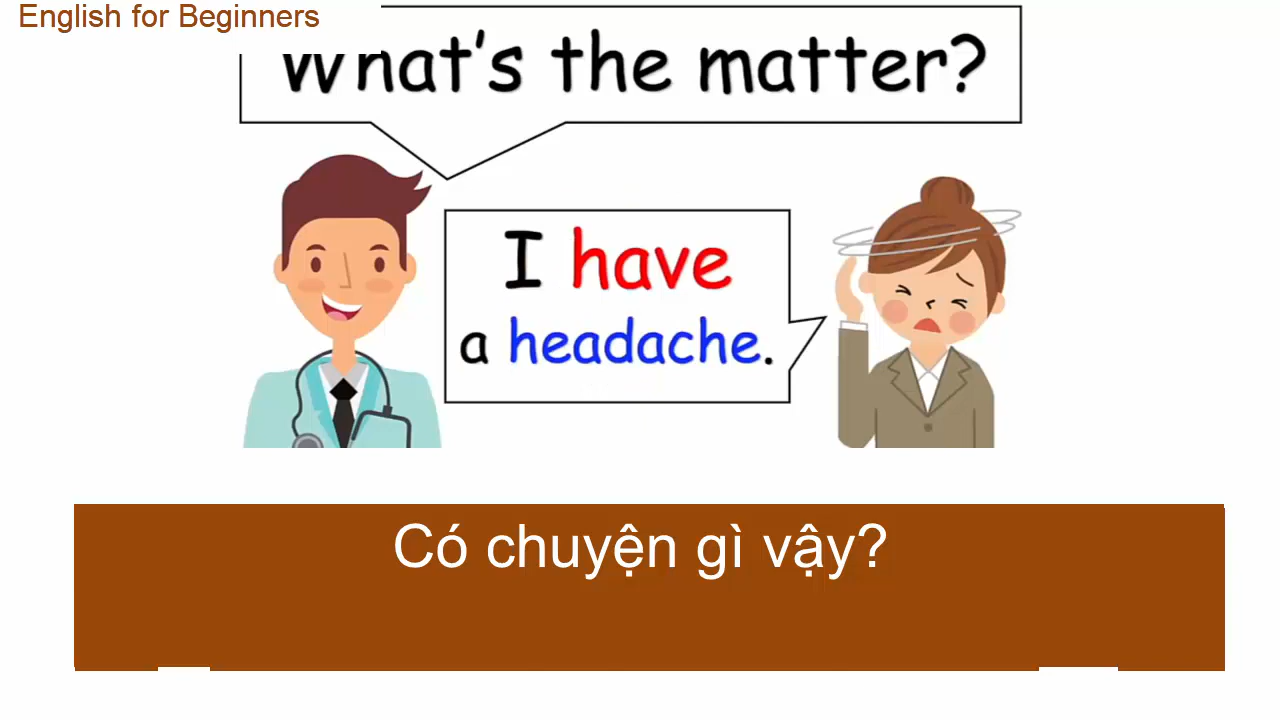 English for Beginners
What's the matter?
I have
a headache.
Có chuyện gì vậy?